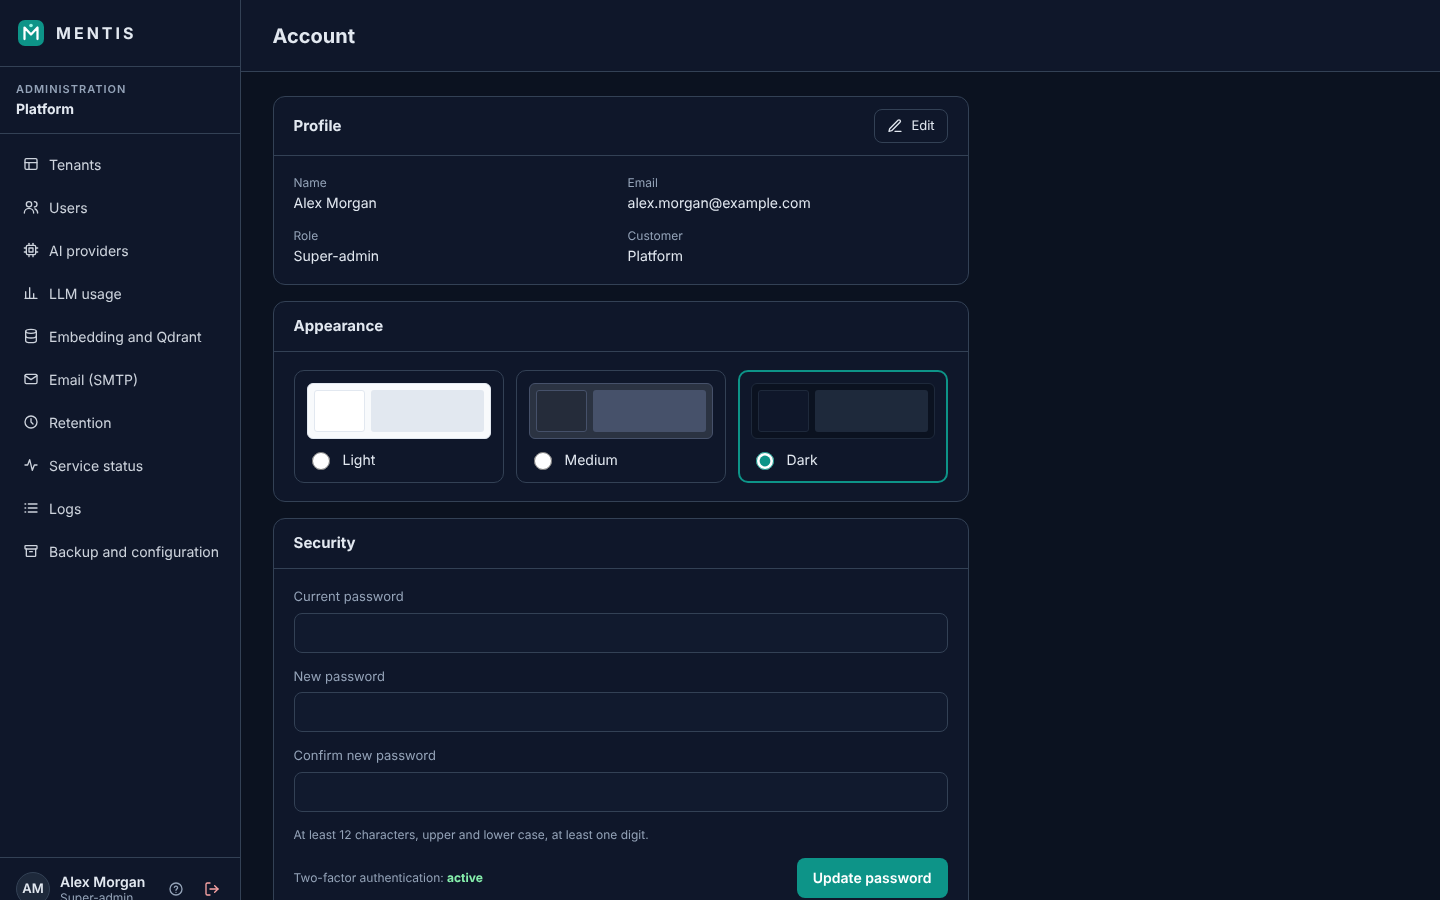 MENTIS
ADMINISTRATION
Platform
Tenants
Users
AI providers
LLM usage
Embedding and Qdrant
Email (SMTP)
Retention
Service status
Logs
Backup and configuration
AM
Alex Morgan
Super-admin
Account
Profile
Edit
Name
Alex Morgan
Email
alex.morgan@example.com
Role
Super-admin
Customer
Platform
Appearance
Light
Medium
Dark
Security
Current password
New password
Confirm new password
At least 12 characters, upper and lower case, at least one digit.
Two-factor authentication: active
Update password